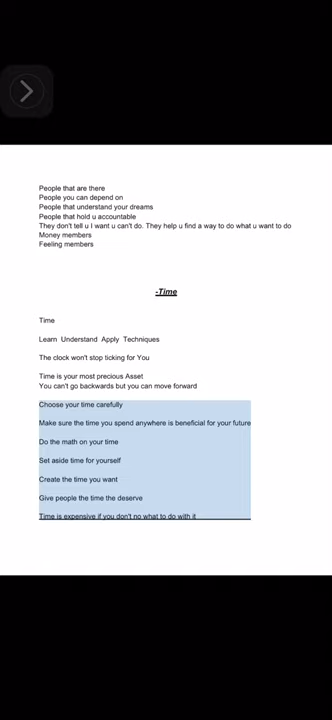 People that are there
People you can depend on
People that understand your dreams
People that hold u accountable
They don't tell u I want u can't do. They help u find a way to do what u want to do
Money members
Feeling members
-Time
Time
Learn Understand Apply Techniques
The clock won't stop ticking for You
Time is your most precious Asset
You can't go backwards but you can move forward
Choose your time carefully
Make sure the time you spend anywhere is beneficial for your future
Do the math on your time
Set aside time for yourself
Create the time you want
Give people the time the deserve
Time is expensive if you don't no what to do with it